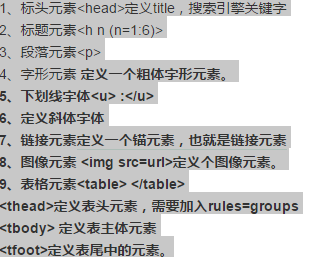 1、标头元素<head>定义title，搜索引擎关键字
2、标题元素<h n (n=1:6)>
3、段落元素<p>
4、字形元素 定义一个粗体字形元素。
5、下划线字体<u> :</u>
6、定义斜体字体
7、链接元素定义一个锚元素，也就是链接元素
8、图像元素 <img src=url>定义个图像元素。
9、表格元素<table> </table>
<thead>定义表头元素，需要加入rules=groups
<tbody> 定义表主体元素
<tfoot>定义表尾中的元素。